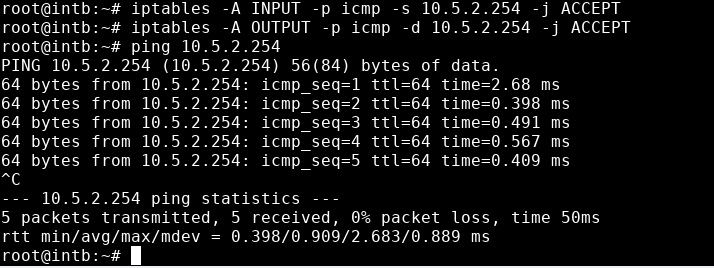 root@intb:~# iptables -A INPUT -p icmp -s 10.5.2.254 -j ACCEPT
root@intb:~# iptables -A OUTPUT -p icmp -d 10.5.2.254 -j ACCEPT
root@intb:~# ping 10.5.2.254
PING 10.5.2.254 (10.5.2.254) 56(84) bytes of data.
64 bytes from 10.5.2.254: icmp_seq=1 ttl=64 time=2.68 ms
64 bytes from 10.5.2.254: icmp_seq=2 ttl=64 time=0.398 ms
64 bytes from 10.5.2.254: icmp_seq=3 ttl=64 time=0.491 ms
64 bytes from 10.5.2.254: icmp_seq=4 ttl=64 time=0.567 ms
64 bytes from 10.5.2.254: icmp_seq=5 ttl=64 time=0.409 ms
^C
--- 10.5.2.254 ping statistics ---
5 packets transmitted, 5 received, 0% packet loss, time 50ms
rtt min/avg/max/mdev = 0.398/0.909/2.683/0.889 ms
root@intb:~#